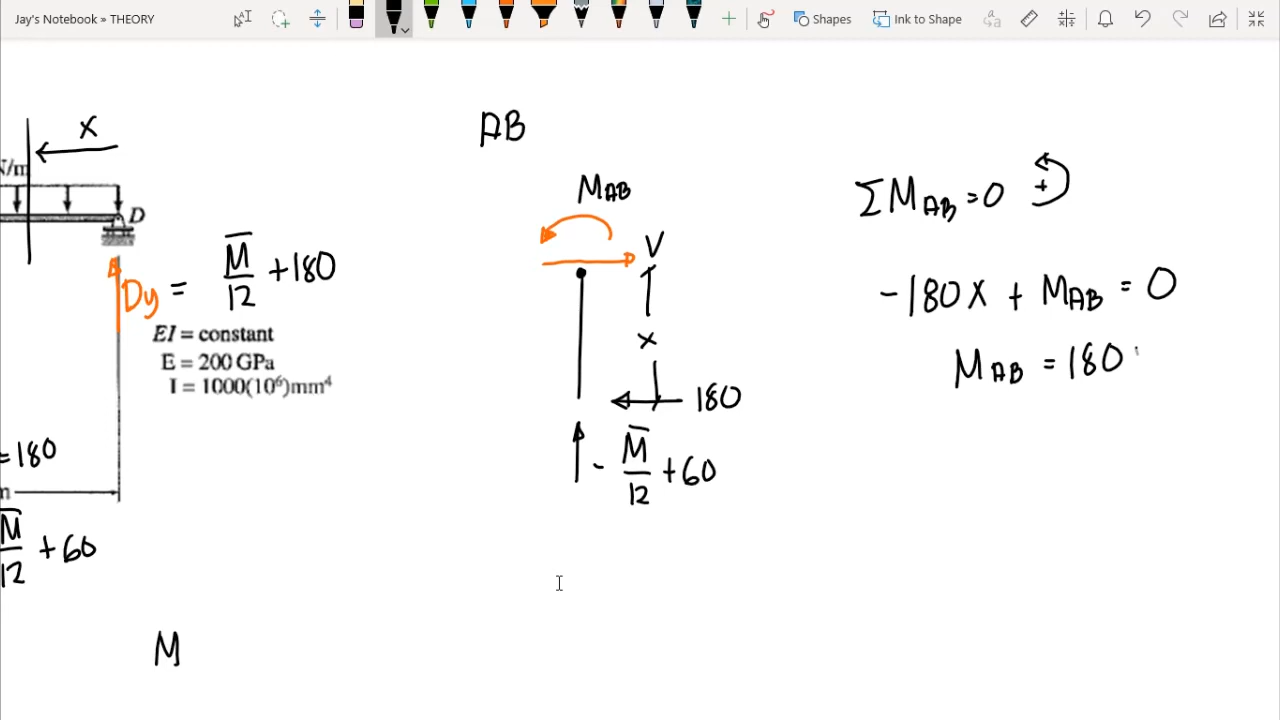 Jay's Notebook » THEORY
Shapes
Ink to Shape
X
N/m
D
Dy = M̅/12 +180
EI = constant
E = 200 GPa
I = 1000(10⁶)mm⁴
=180
m
M̅/12 +60
M
AB
MAB
V
x
180
- M̅/12 +60
ΣMAB = 0 +
-180X + MAB = 0
MAB = 180